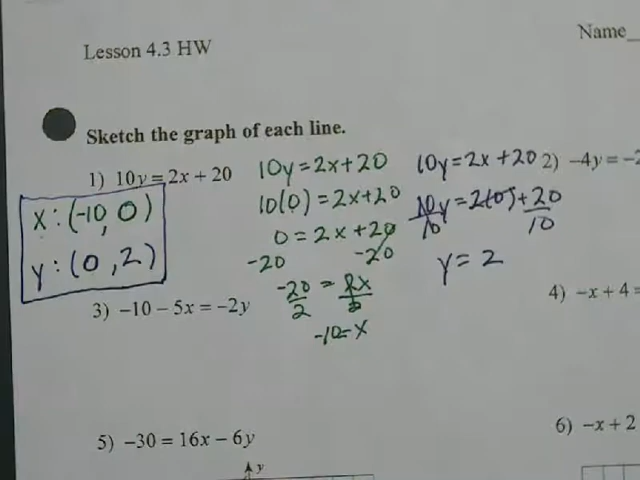 Lesson 4.3 HW
Name_
Sketch the graph of each line.
1) 10y = 2x + 20
x : (-10, 0)
y : (0, 2)
10y = 2x + 20
10(0) = 2x + 20
0 = 2x + 20
-20 -20
-20 = 2x
2 2
-10 = x
10y = 2x + 20
10y = 2(0) + 20
10 10
y = 2
2) −4y = −2
3) −10 − 5x = −2y
4) −x + 4 =
5) −30 = 16x − 6y
6) −x + 2
y